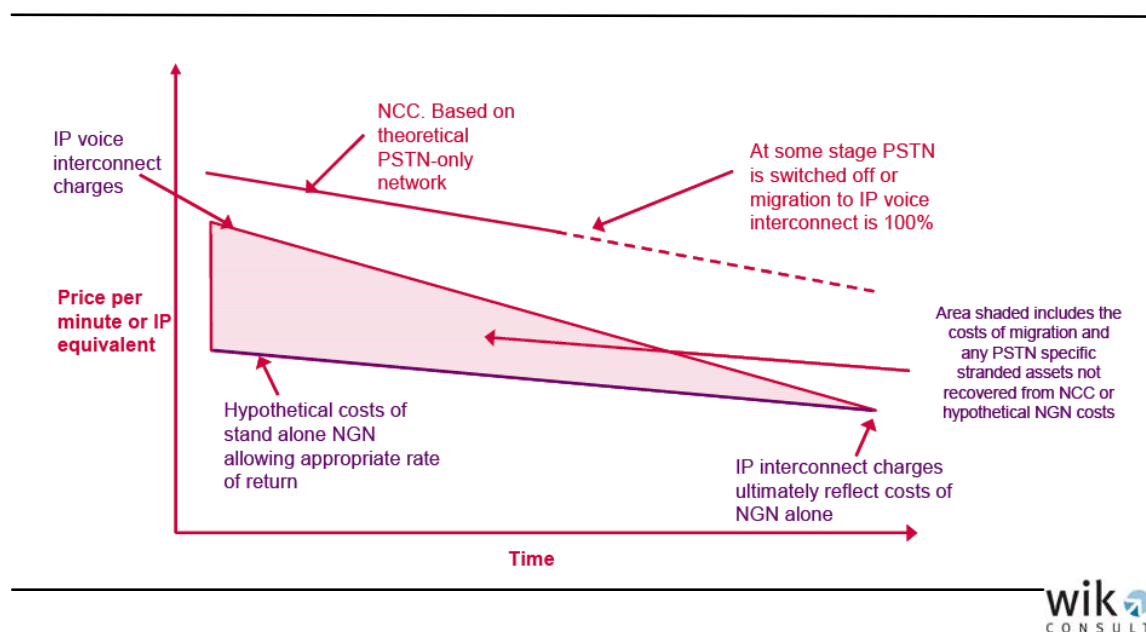 IP voice
interconnect
charges
NCC. Based on
theoretical
PSTN-only
network
At some stage PSTN
is switched off or
migration to IP voice
interconnect is 100%
Price per
minute or IP
equivalent
Area shaded includes the
costs of migration and
any PSTN specific
stranded assets not
recovered from NCC or
hypothetical NGN costs
Hypothetical costs of
stand alone NGN
allowing appropriate rate
of return
IP interconnect charges
ultimately reflect costs of
NGN alone
Time
wik
CONSULT